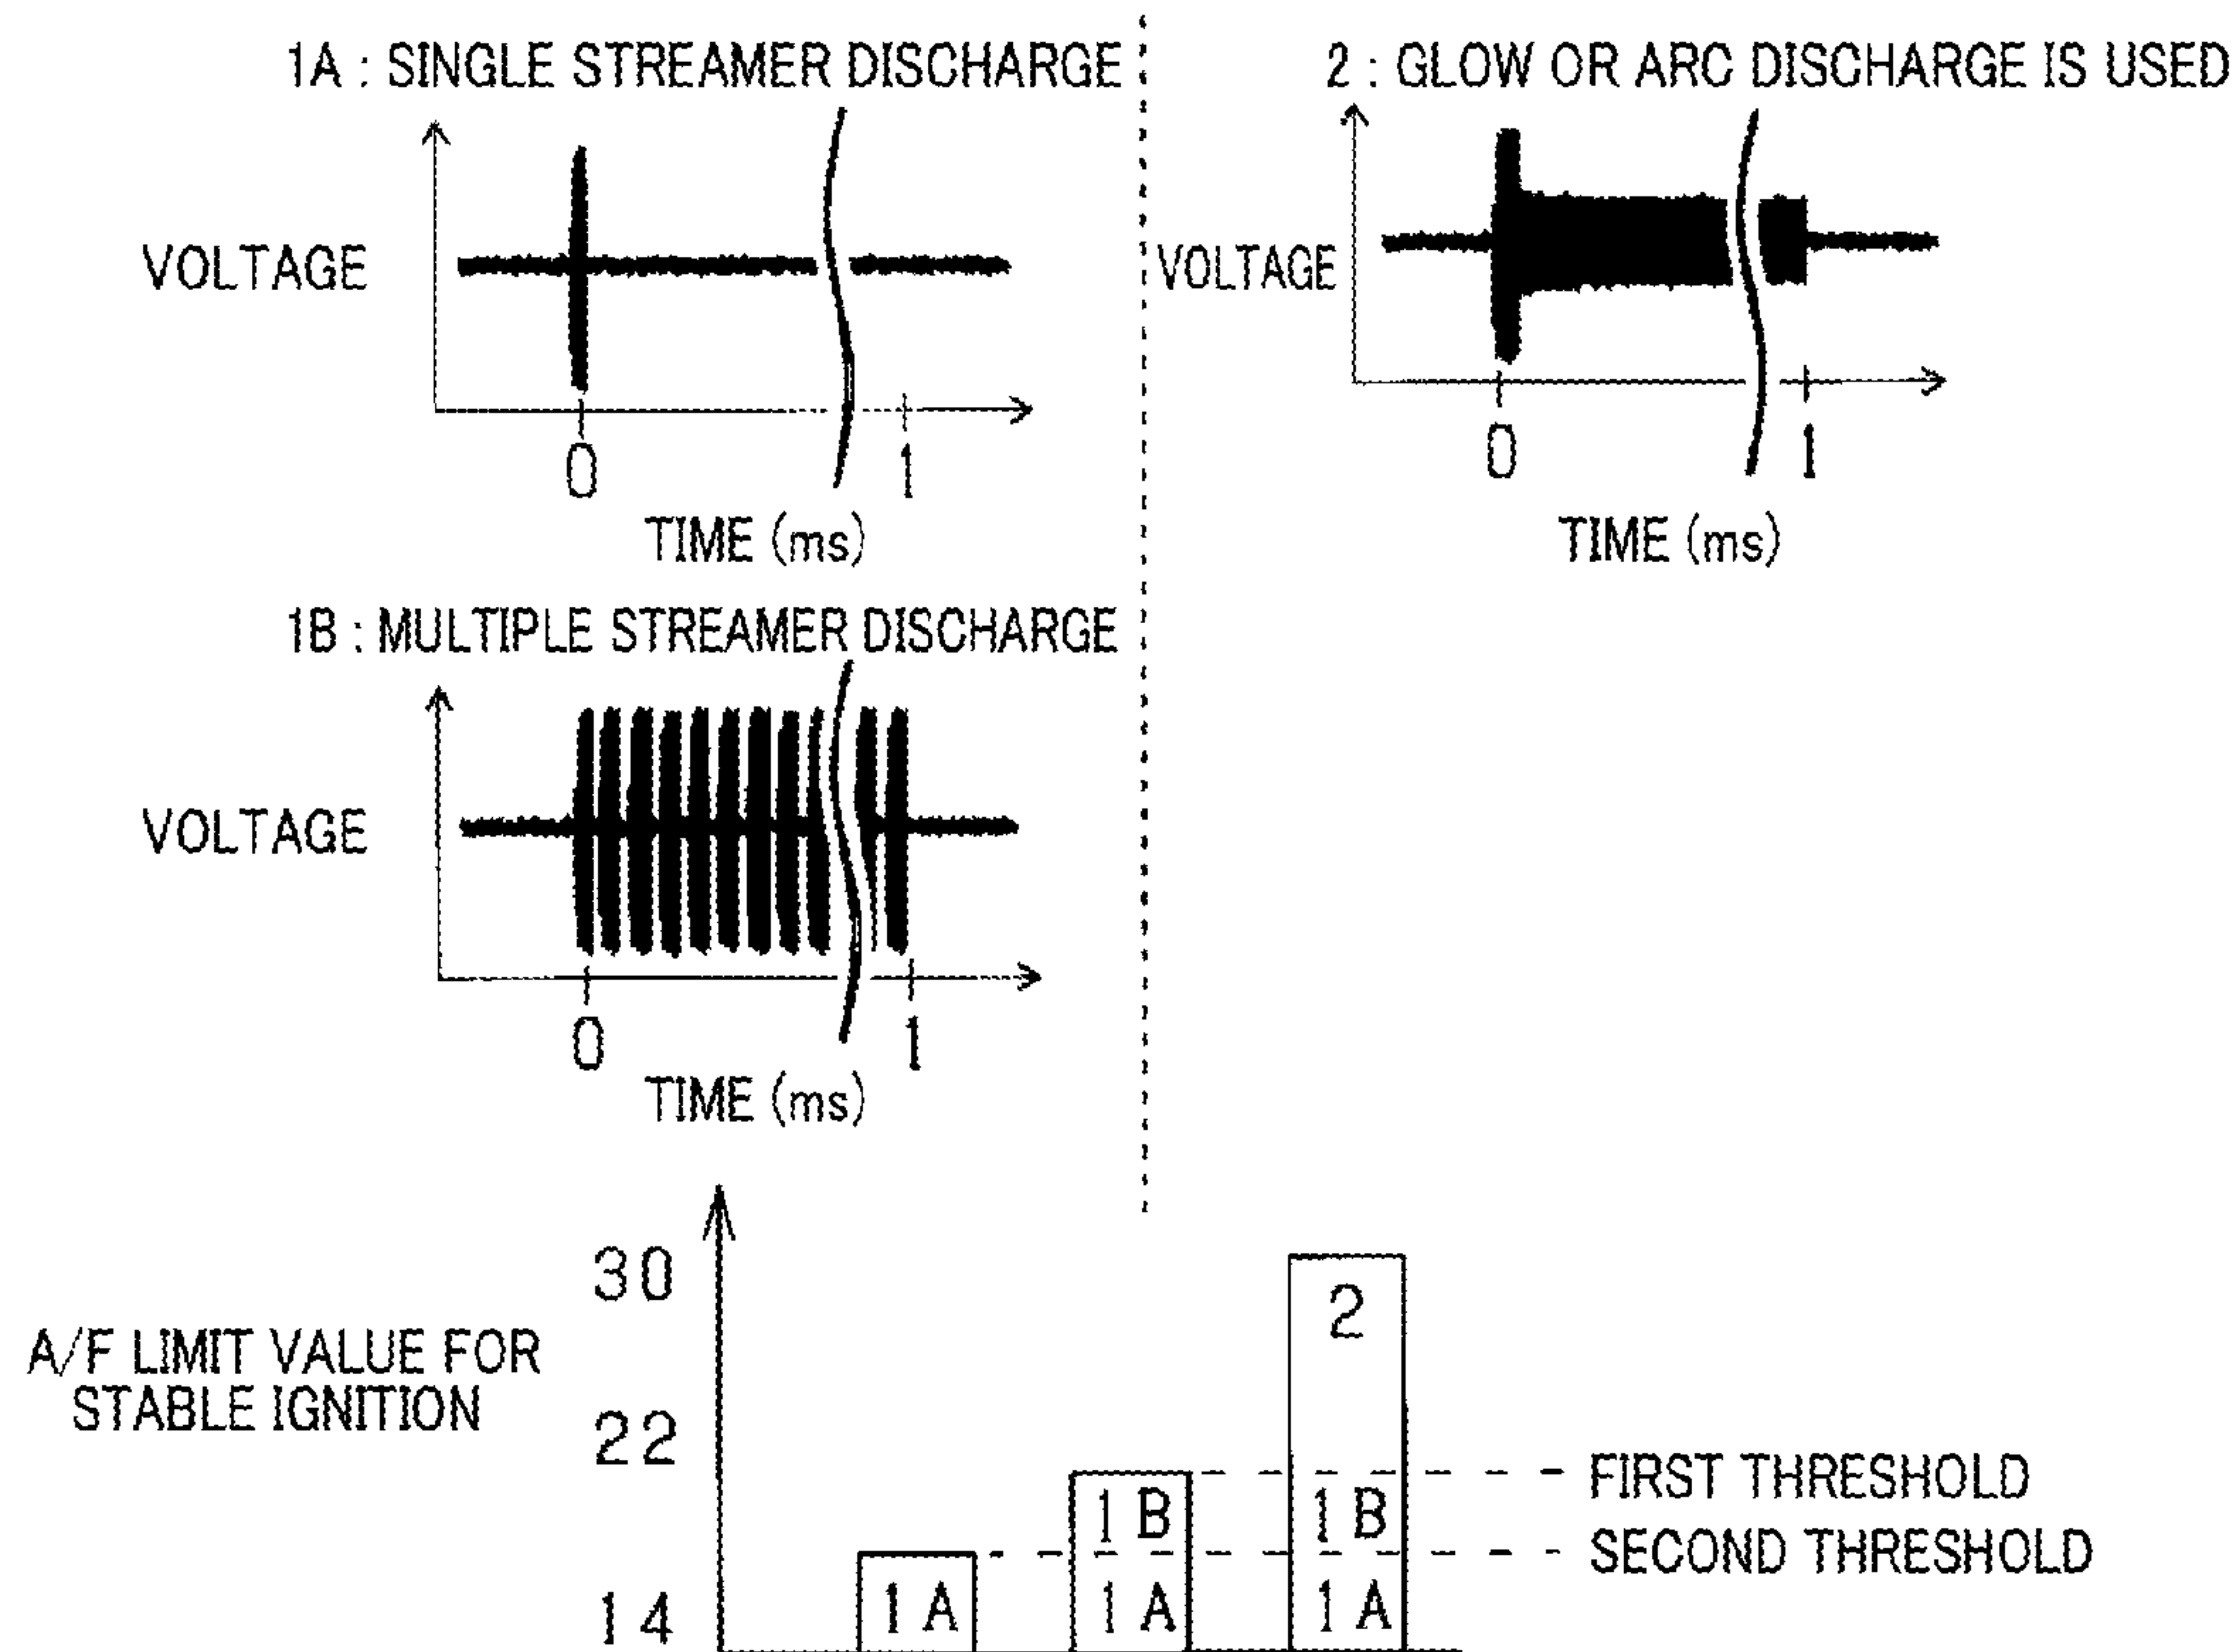 1A : SINGLE STREAMER DISCHARGE
VOLTAGE
0
1
TIME (ms)
2 : GLOW OR ARC DISCHARGE IS USED
VOLTAGE
0
1
TIME (ms)
1B : MULTIPLE STREAMER DISCHARGE
VOLTAGE
0
1
TIME (ms)
A/F LIMIT VALUE FOR
STABLE IGNITION
30
22
14
1A
1B
1A
2
1B
1A
FIRST THRESHOLD
SECOND THRESHOLD